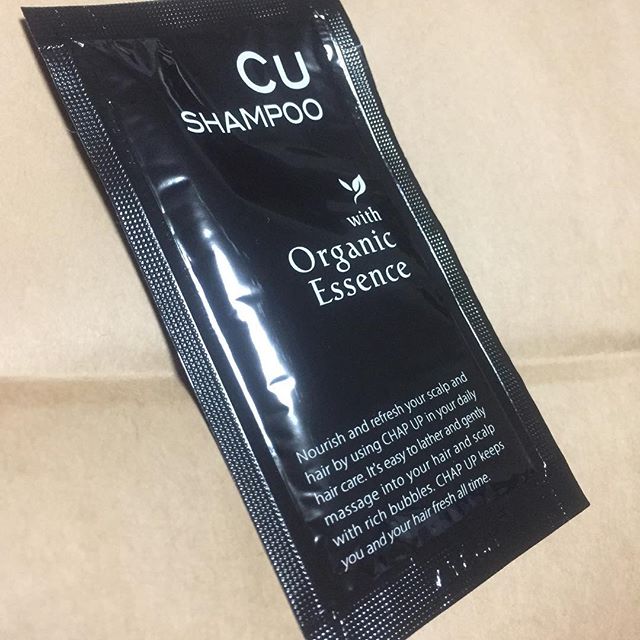 CU
SHAMPOO
with
Organic
Essence
Nourish and refresh your scalp and
hair by using CHAP UP in your daily
hair care. It's easy to lather and gently
massage into your hair and scalp
with rich bubbles. CHAP UP keeps
you and your hair fresh all time.